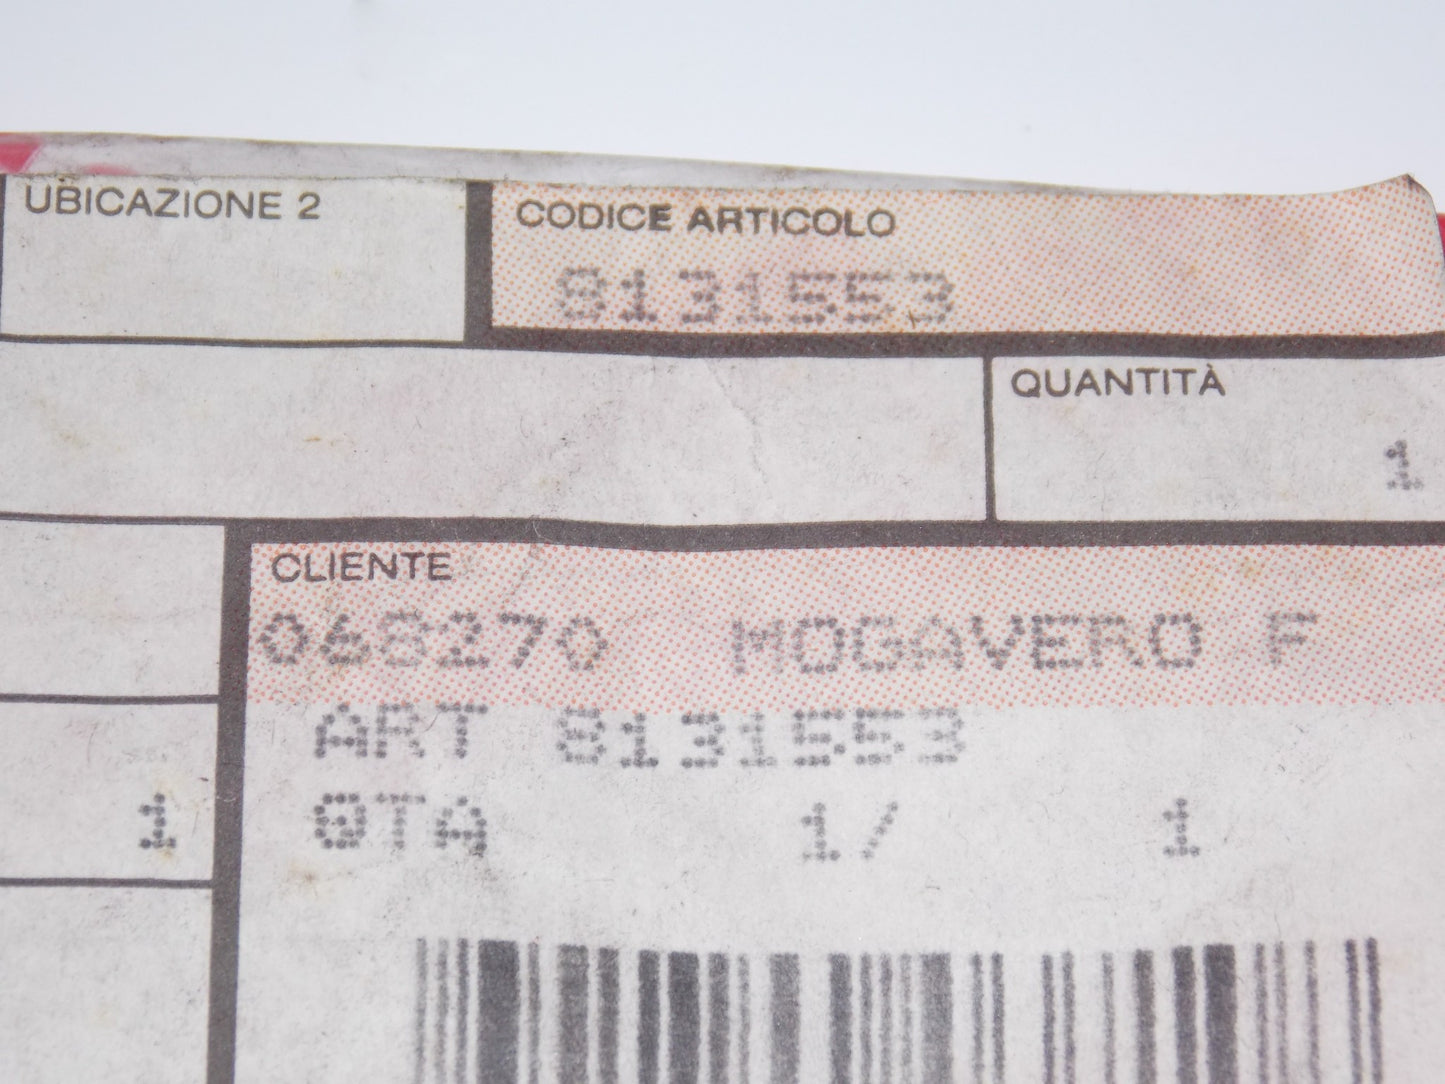 UBICAZIONE 2
CODICE ARTICOLO
8131553
QUANTITÀ
1
CLIENTE
068270 MOGAVERO F
ART 8131553
1
QTA 1/ 1